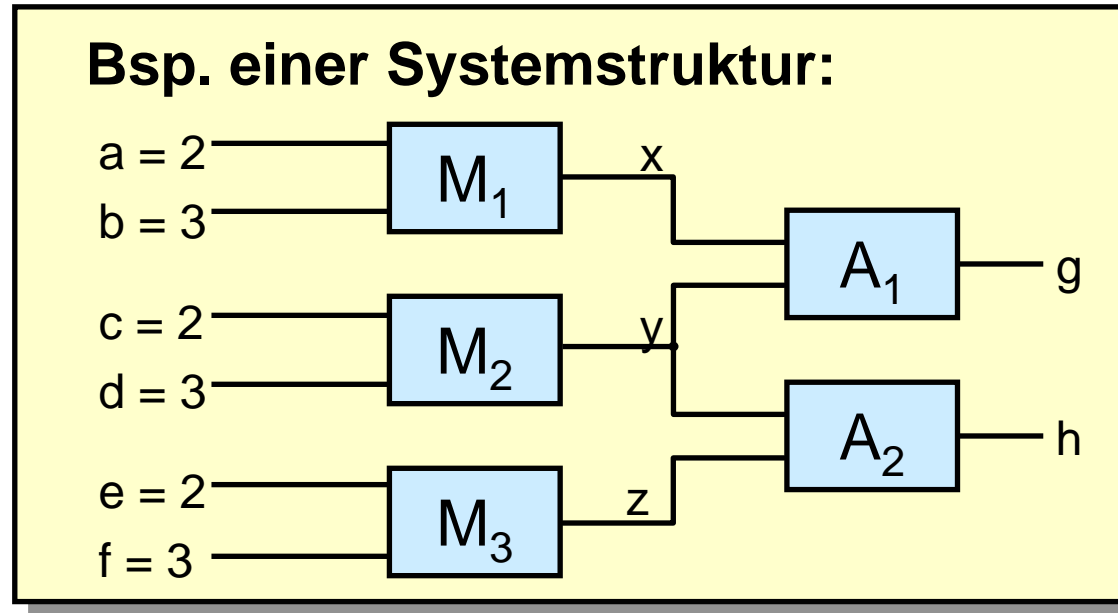 Bsp. einer Systemstruktur:
a = 2
b = 3
M₁
x
A₁
g
c = 2
d = 3
M₂
y
A₂
h
e = 2
f = 3
M₃
z